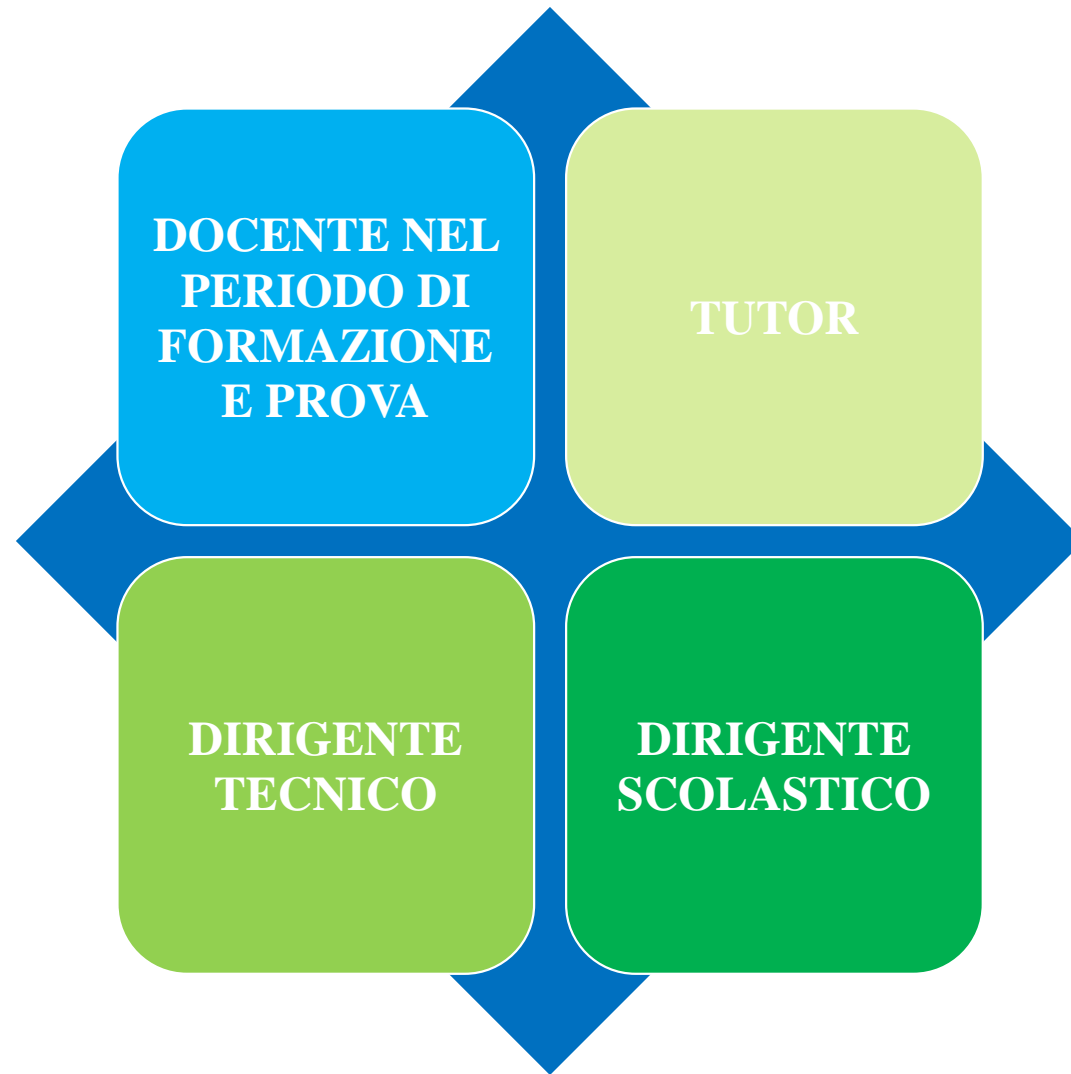 DOCENTE NEL
PERIODO DI
FORMAZIONE
E PROVA
TUTOR
DIRIGENTE
TECNICO
DIRIGENTE
SCOLASTICO